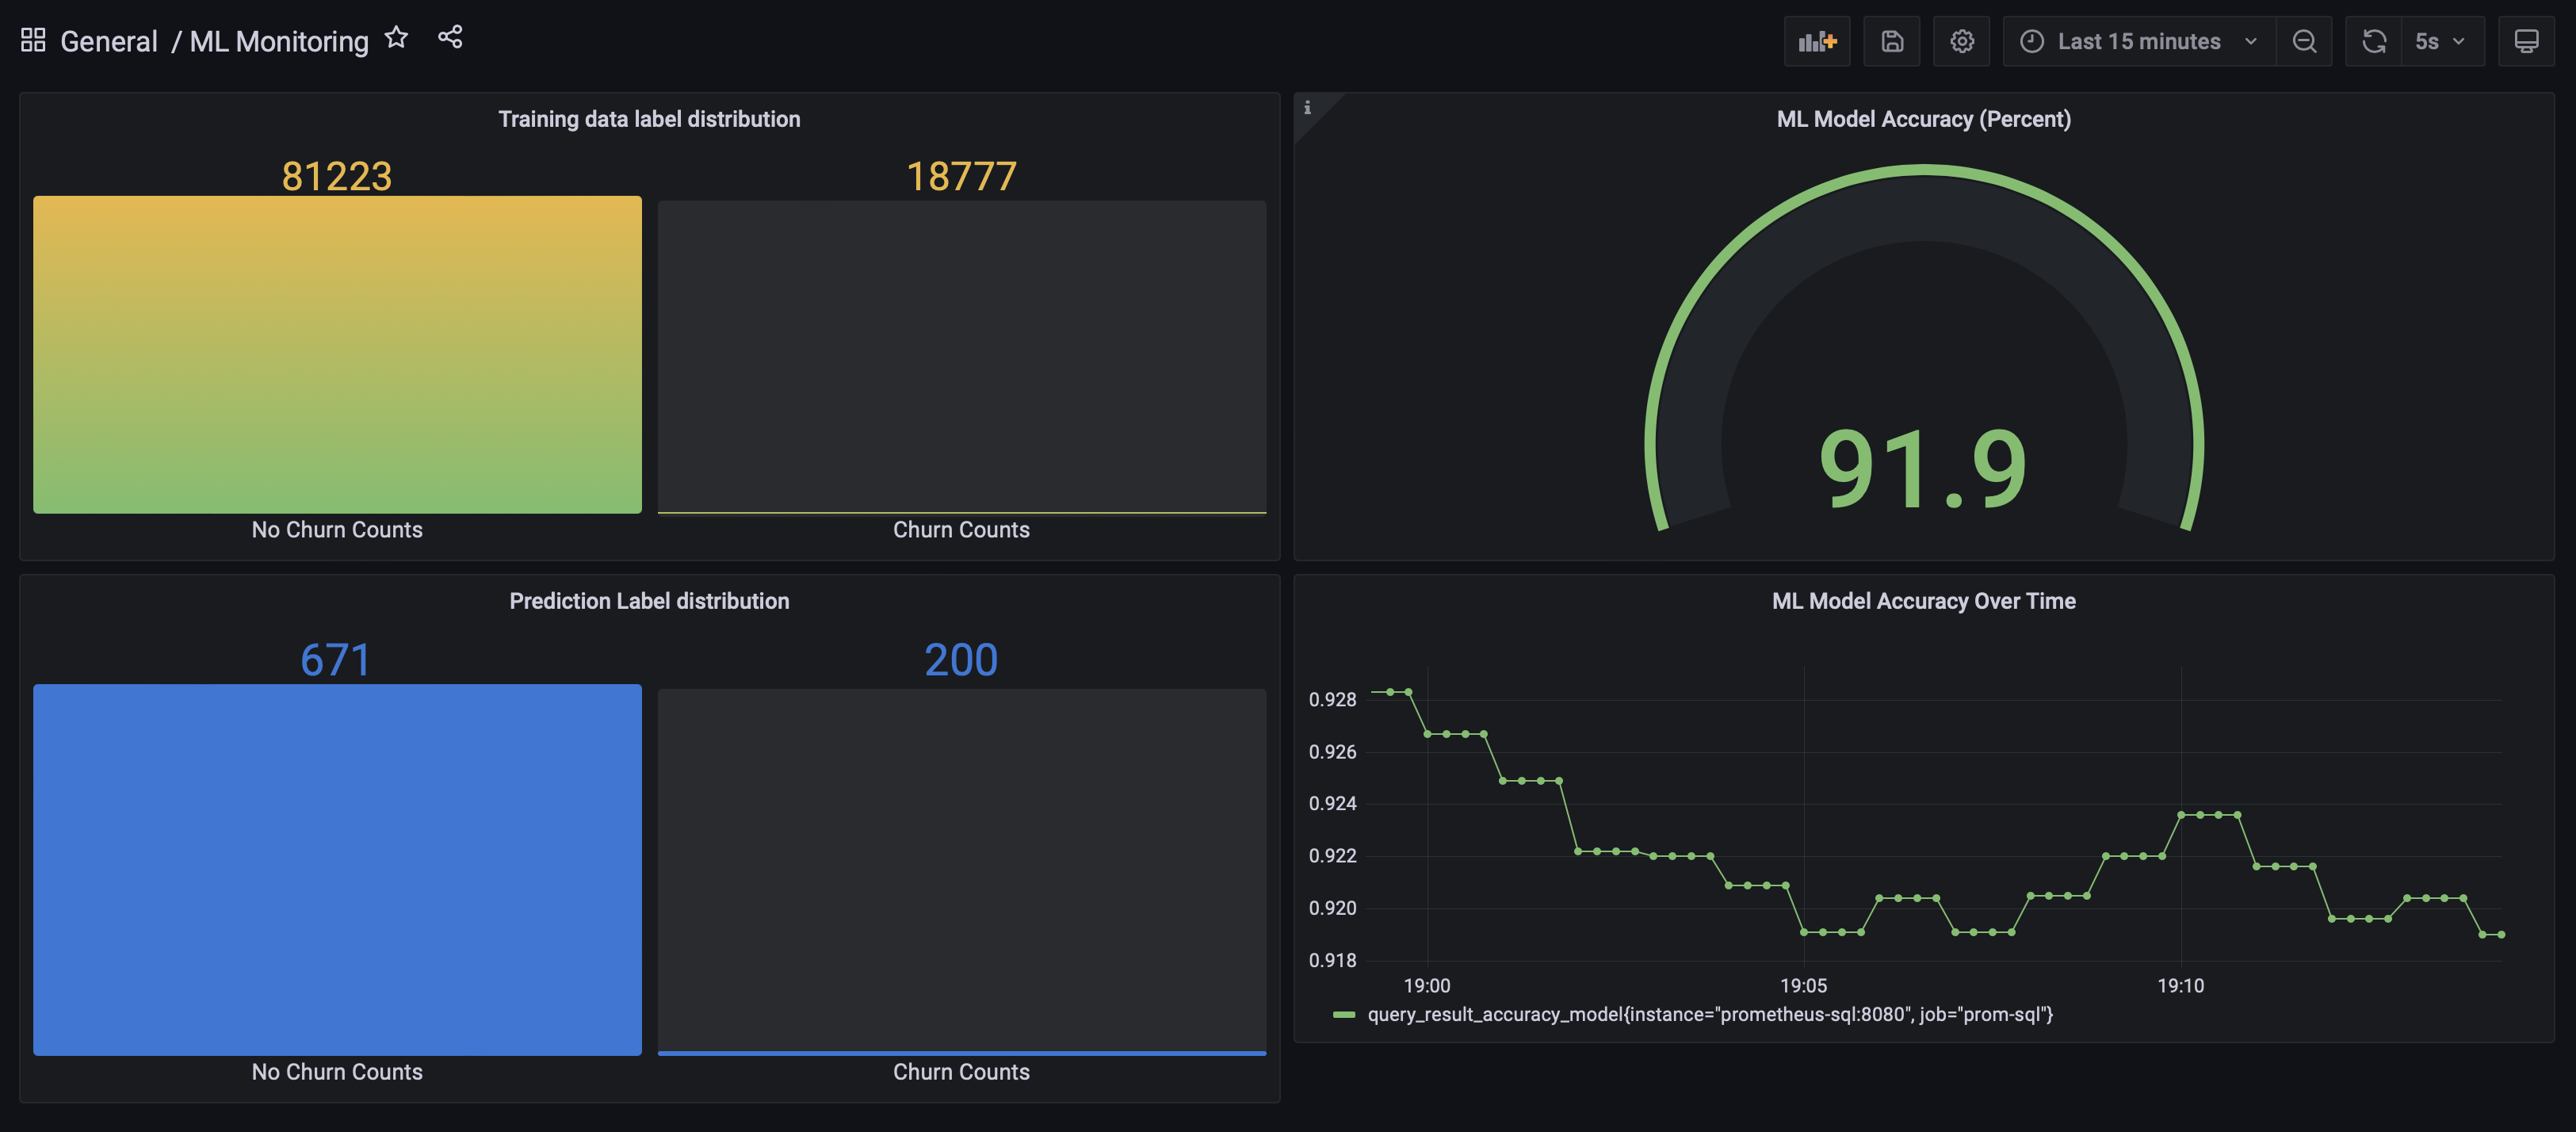 General / ML Monitoring
Last 15 minutes
5s
Training data label distribution
81223
18777
No Churn Counts
Churn Counts
i
ML Model Accuracy (Percent)
91.9
Prediction Label distribution
671
200
No Churn Counts
Churn Counts
ML Model Accuracy Over Time
0.928
0.926
0.924
0.922
0.920
0.918
19:00
19:05
19:10
query_result_accuracy_model{instance="prometheus-sql:8080", job="prom-sql"}